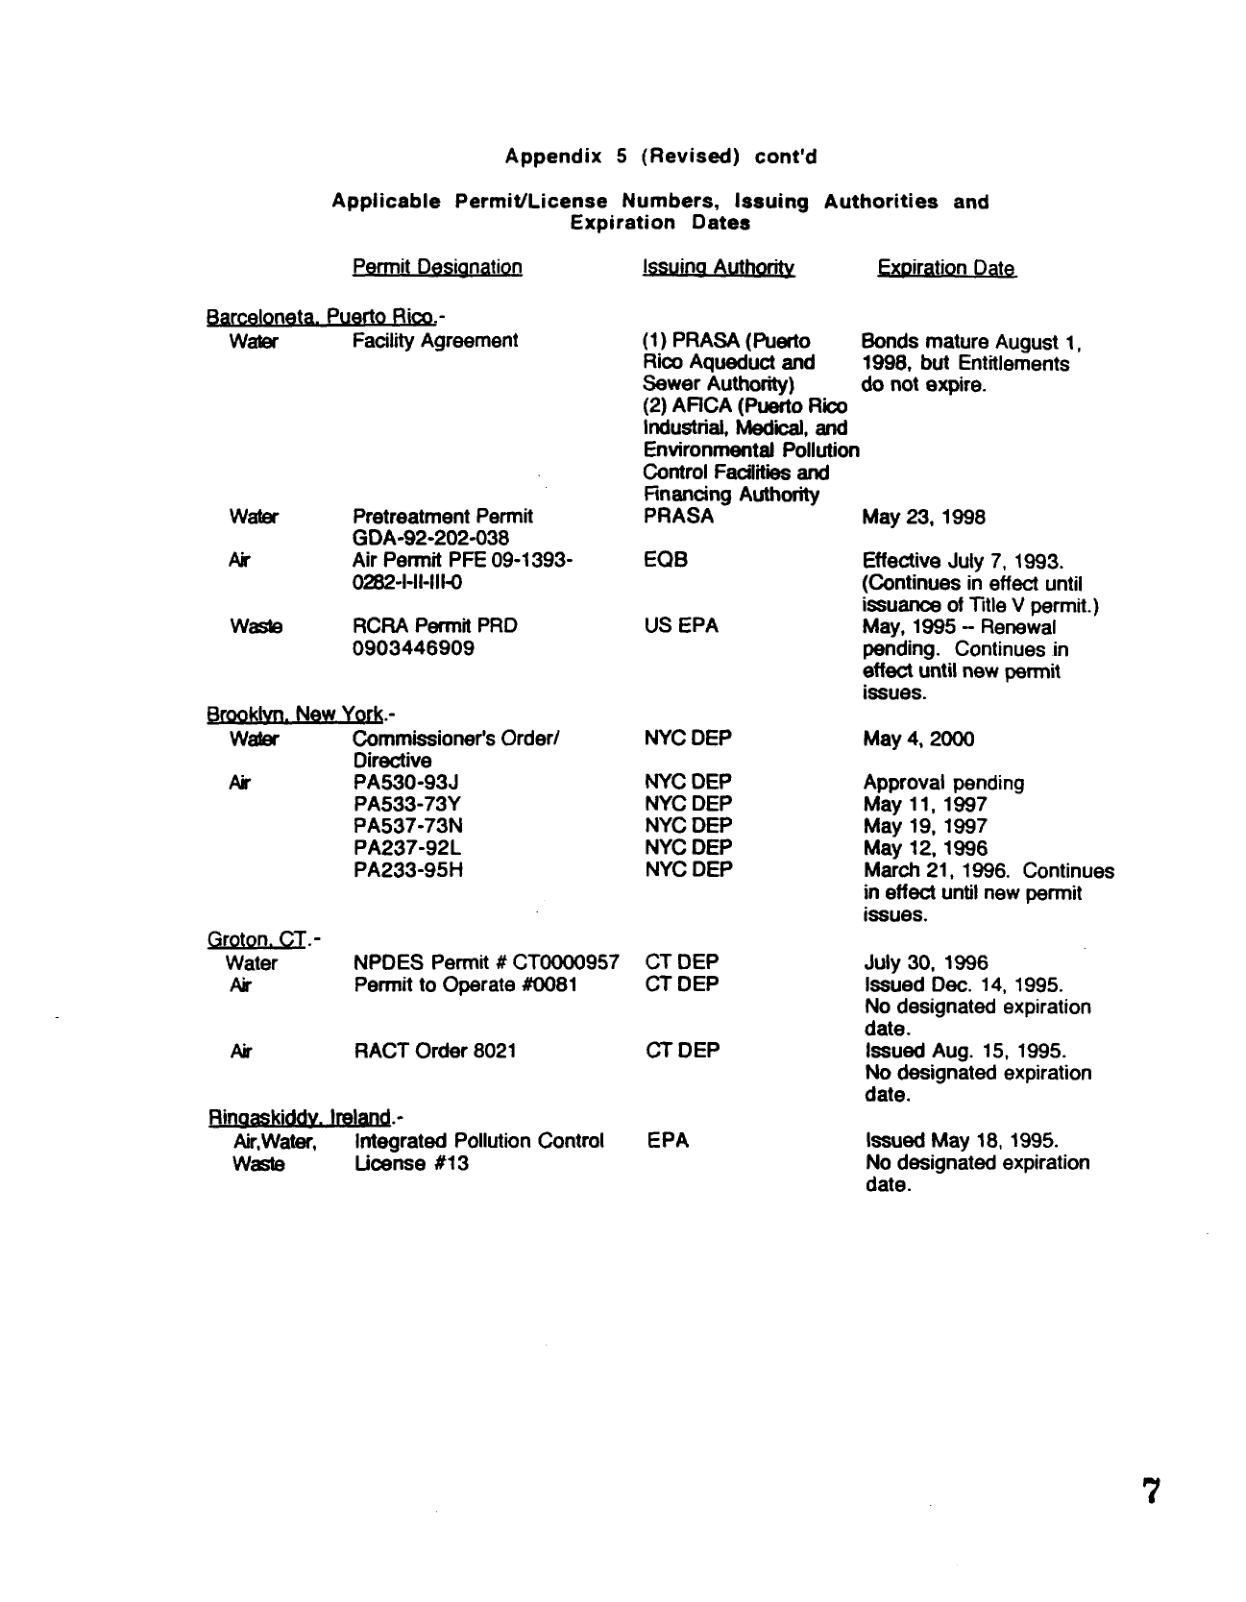 Appendix 5 (Revised) cont'd
Applicable Permit/License Numbers, Issuing Authorities and
Expiration Dates
Permit Designation Issuing Authority Expiration Date
Barceloneta, Puerto Rico.-
Water Facility Agreement (1) PRASA (Puerto Bonds mature August 1,
Rico Aqueduct and 1998, but Entitlements
Sewer Authority) do not expire.
(2) AFICA (Puerto Rico
Industrial, Medical, and
Environmental Pollution
Control Facilities and
Financing Authority
Water Pretreatment Permit PRASA May 23, 1998
GDA-92-202-038
Air Air Permit PFE 09-1393- EQB Effective July 7, 1993.
0282-I-II-III-0 (Continues in effect until
issuance of Title V permit.)
Waste RCRA Permit PRD US EPA May, 1995 -- Renewal
0903446909 pending. Continues in
effect until new permit
issues.
Brooklyn, New York.-
Water Commissioner's Order/ NYC DEP May 4, 2000
Directive
Air PA530-93J NYC DEP Approval pending
PA533-73Y NYC DEP May 11, 1997
PA537-73N NYC DEP May 19, 1997
PA237-92L NYC DEP May 12, 1996
PA233-95H NYC DEP March 21, 1996. Continues
in effect until new permit
issues.
Groton, CT.-
Water NPDES Permit # CT0000957 CT DEP July 30, 1996
Air Permit to Operate #0081 CT DEP Issued Dec. 14, 1995.
No designated expiration
date.
Air RACT Order 8021 CT DEP Issued Aug. 15, 1995.
No designated expiration
date.
Ringaskiddy, Ireland.-
Air,Water, Integrated Pollution Control EPA Issued May 18, 1995.
Waste License #13 No designated expiration
date.
7